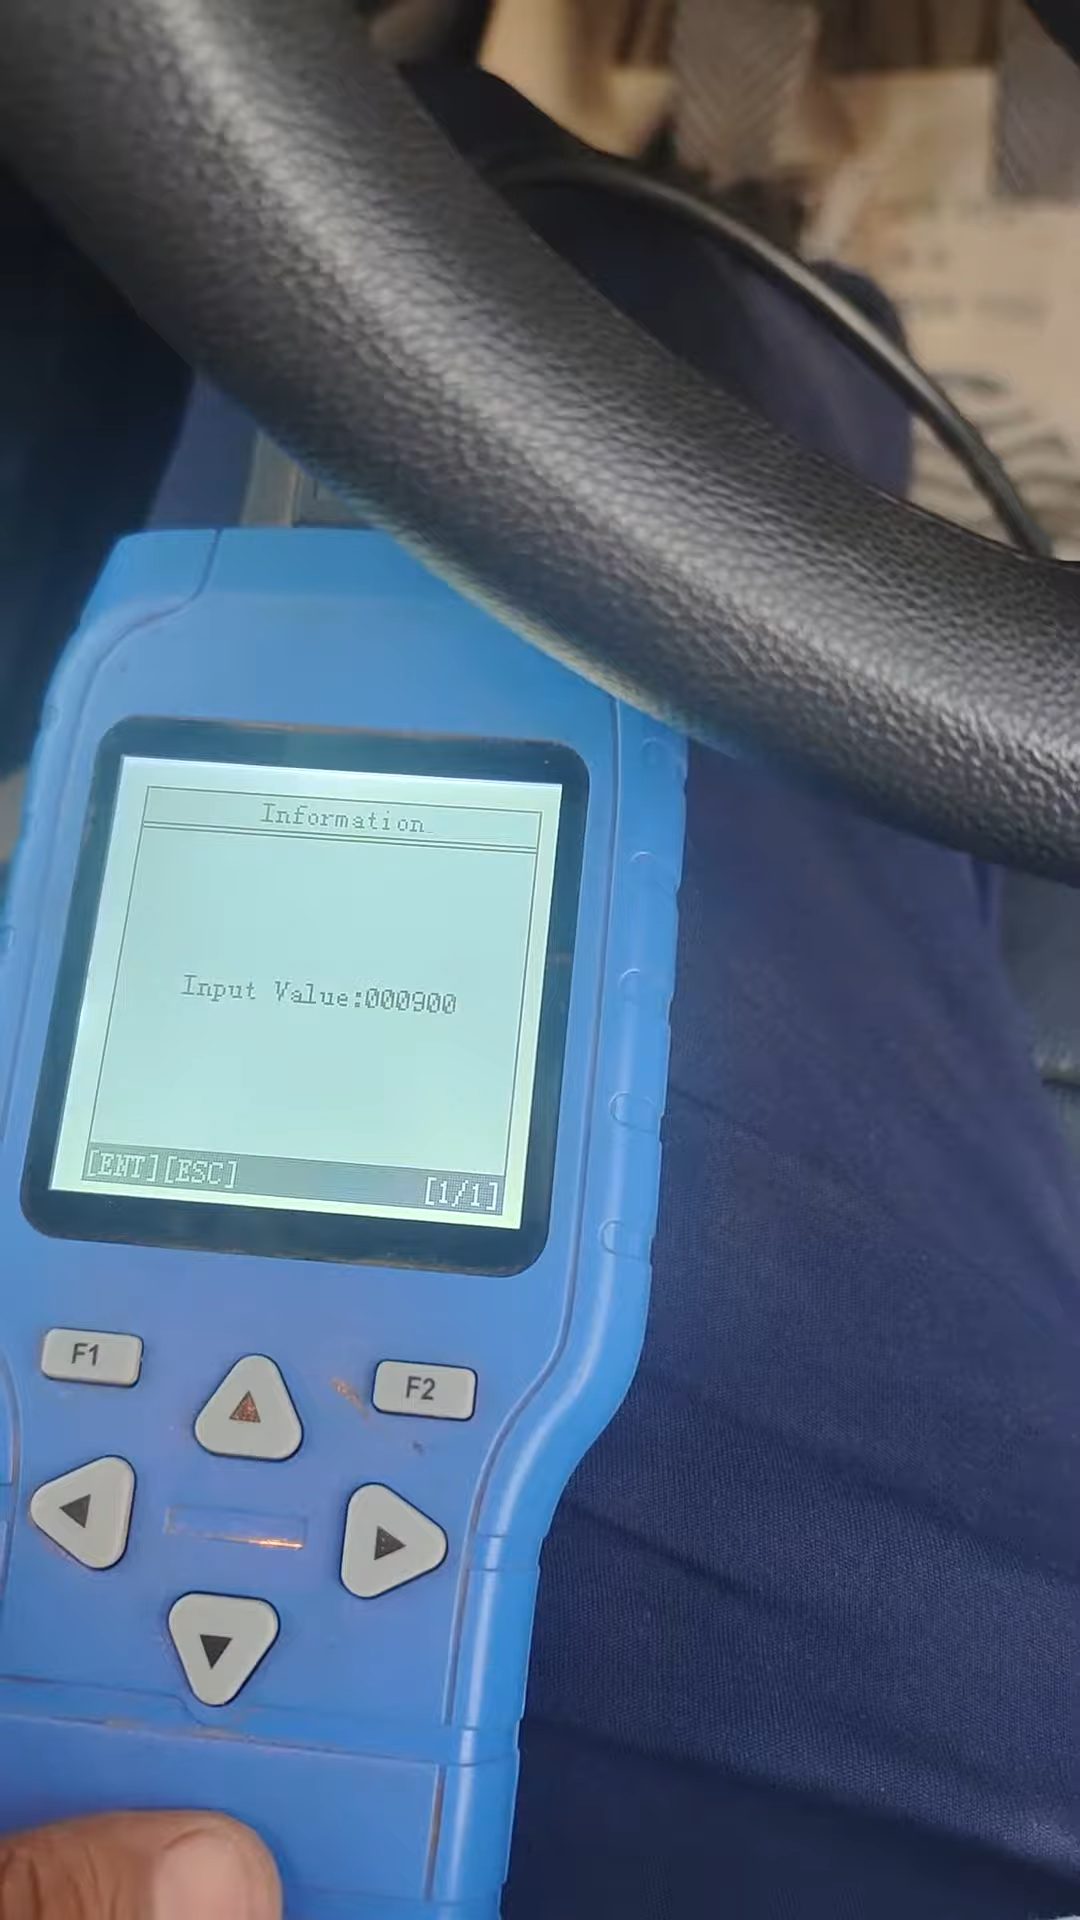 Information
Input Value:000900
[ENT][ESC] [1/1]
F1 F2